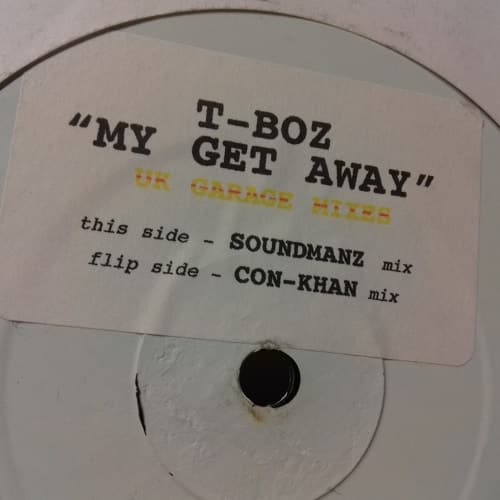 T-BOZ
"MY GET AWAY"
UK GARAGE MIXES
this side - SOUNDMANZ mix
flip side - CON-KHAN mix